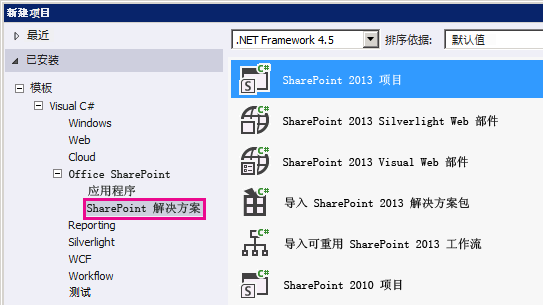 新建项目
最近
已安装
模板
Visual C#
Windows
Web
Cloud
Office SharePoint
应用程序
SharePoint 解决方案
Reporting
Silverlight
WCF
Workflow
测试
.NET Framework 4.5 排序依据: 默认值
C# S SharePoint 2013 项目
C# SharePoint 2013 Silverlight Web 部件
C# SharePoint 2013 Visual Web 部件
C# 导入 SharePoint 2013 解决方案包
C# 导入可重用 SharePoint 2013 工作流
C# S SharePoint 2010 项目